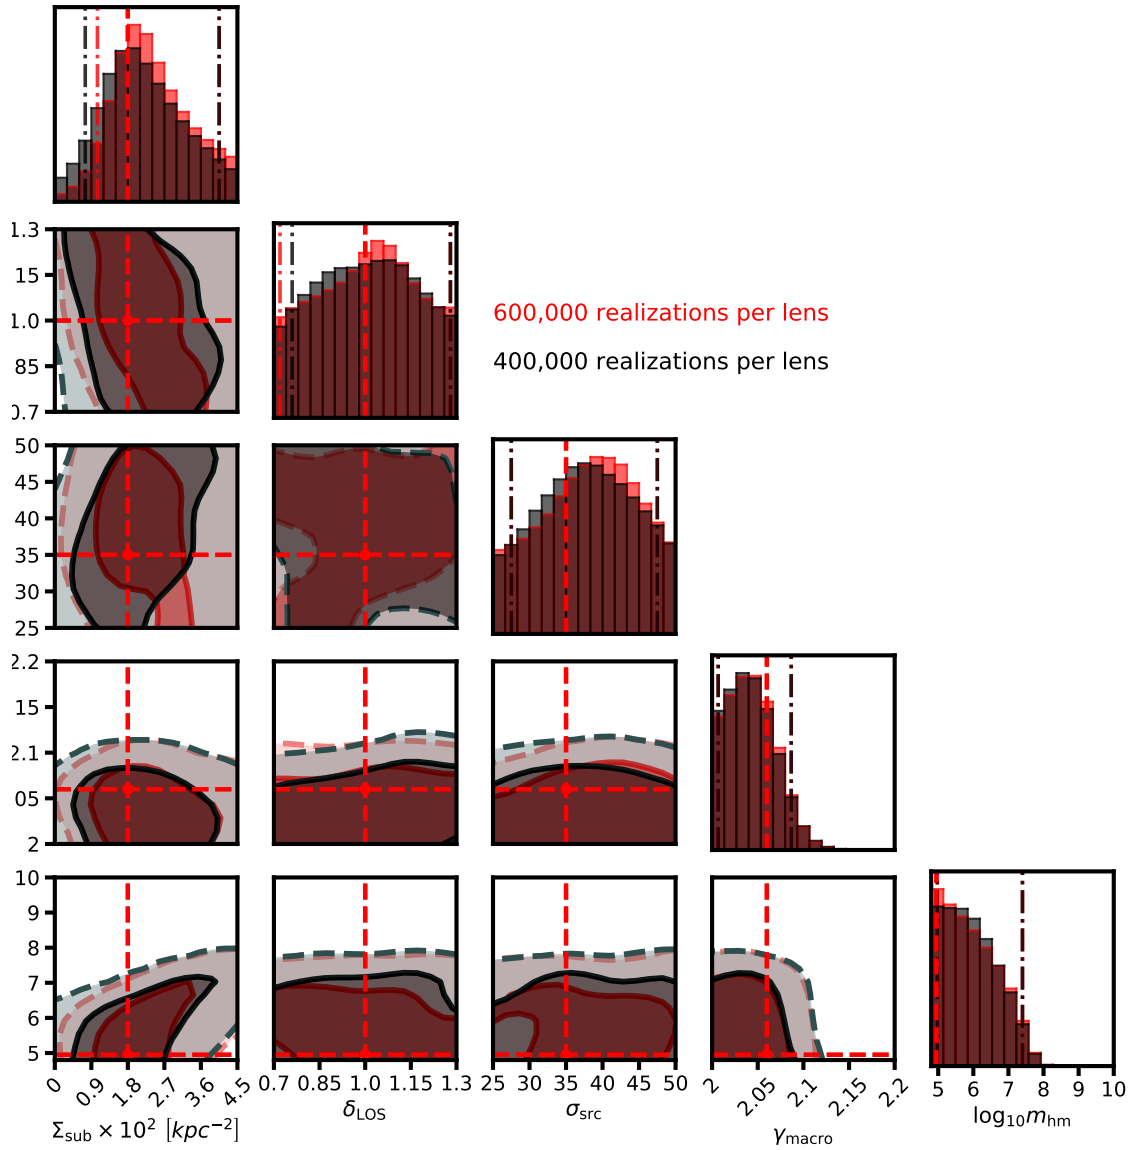 1.3
15
1.0
85
0.7
600,000 realizations per lens
400,000 realizations per lens
50
45
40
35
30
25
2.2
15
2.1
05
2
10
9
8
7
6
5
0 0.9 1.8 2.7 3.6 4.5
0.7 0.85 1.0 1.15 1.3
25 30 35 40 45 50
2 2.05 2.1 2.15 2.2
5 6 7 8 9 10
Σsub × 10² [kpc⁻²]
δLOS
σsrc
γmacro
log₁₀mhm